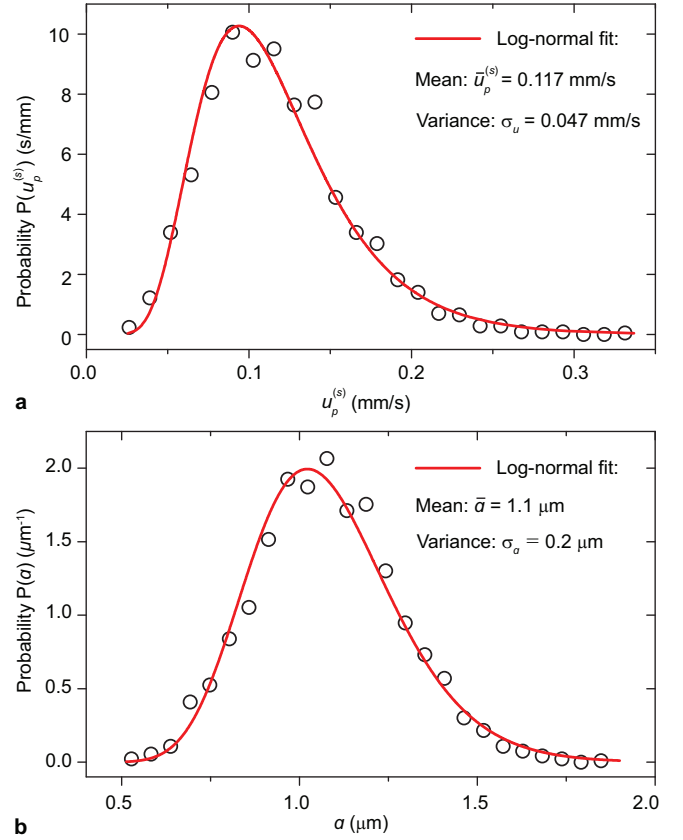 10
8
6
4
2
0
Probability P(u_p^(s)) (s/mm)
Log-normal fit:
Mean: ū_p^(s) = 0.117 mm/s
Variance: σ_u = 0.047 mm/s
0.0 0.1 0.2 0.3
a
u_p^(s) (mm/s)
2.0
1.5
1.0
0.5
0.0
Probability P(a) (μm⁻¹)
Log-normal fit:
Mean: ā = 1.1 μm
Variance: σ_a = 0.2 μm
0.5 1.0 1.5 2.0
b
a (μm)